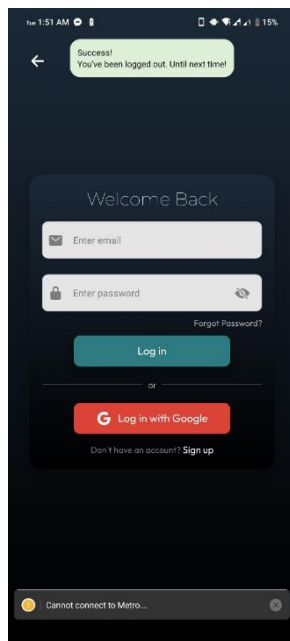 Tue 1:51 AM 15%
Success!
You've been logged out. Until next time!
Welcome Back
Enter email
Enter password
Forgot Password?
Log in
or
G Log in with Google
Don't have an account? Sign up
Cannot connect to Metro...